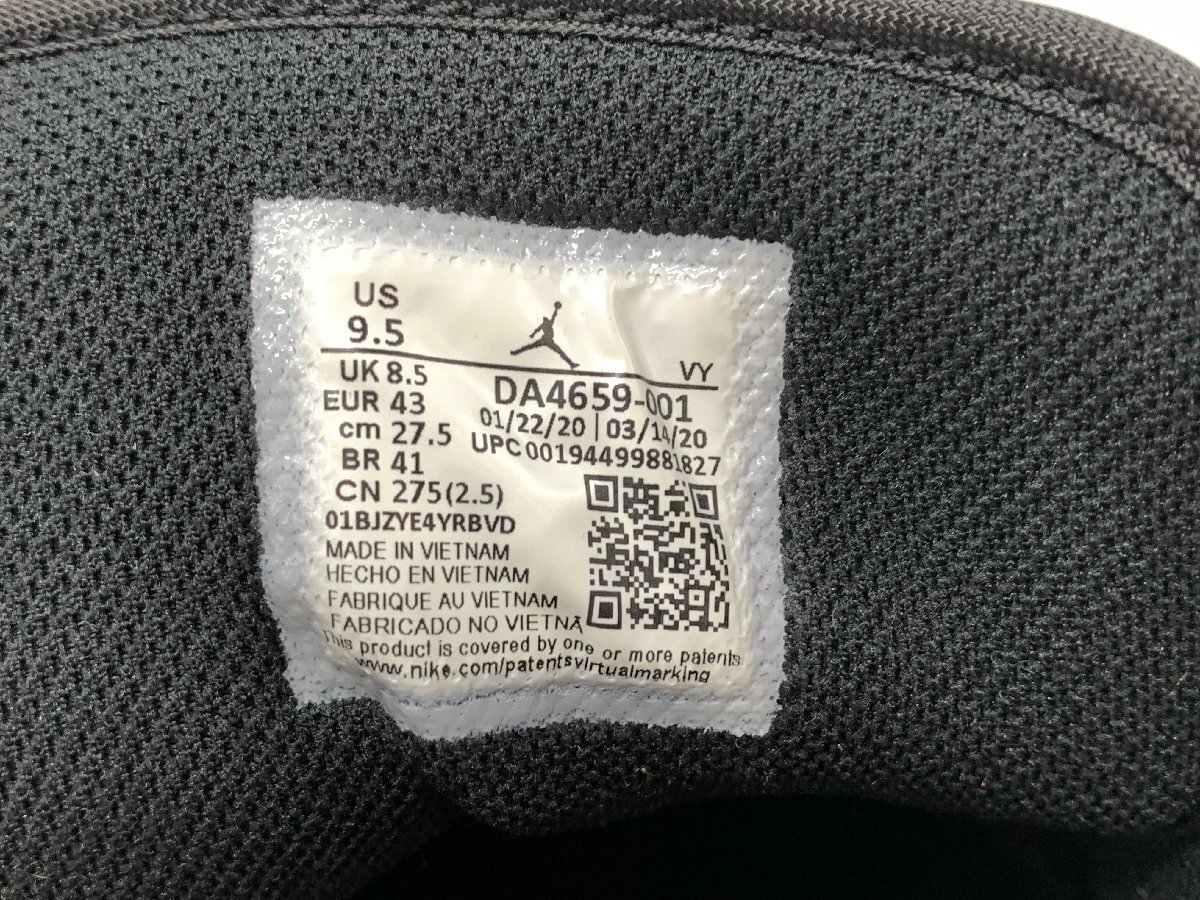 US
9.5
VY
UK 8.5
EUR 43
cm 27.5
BR 41
CN 275(2.5)
DA4659-001
01/22/20 | 03/14/20
UPC 00194499881827
01BJZYE4YRBVD
MADE IN VIETNAM
HECHO EN VIETNAM
FABRIQUE AU VIETNAM
FABRICADO NO VIETNÃ
This product is covered by one or more patents
www.nike.com/patentsvirtualmarking